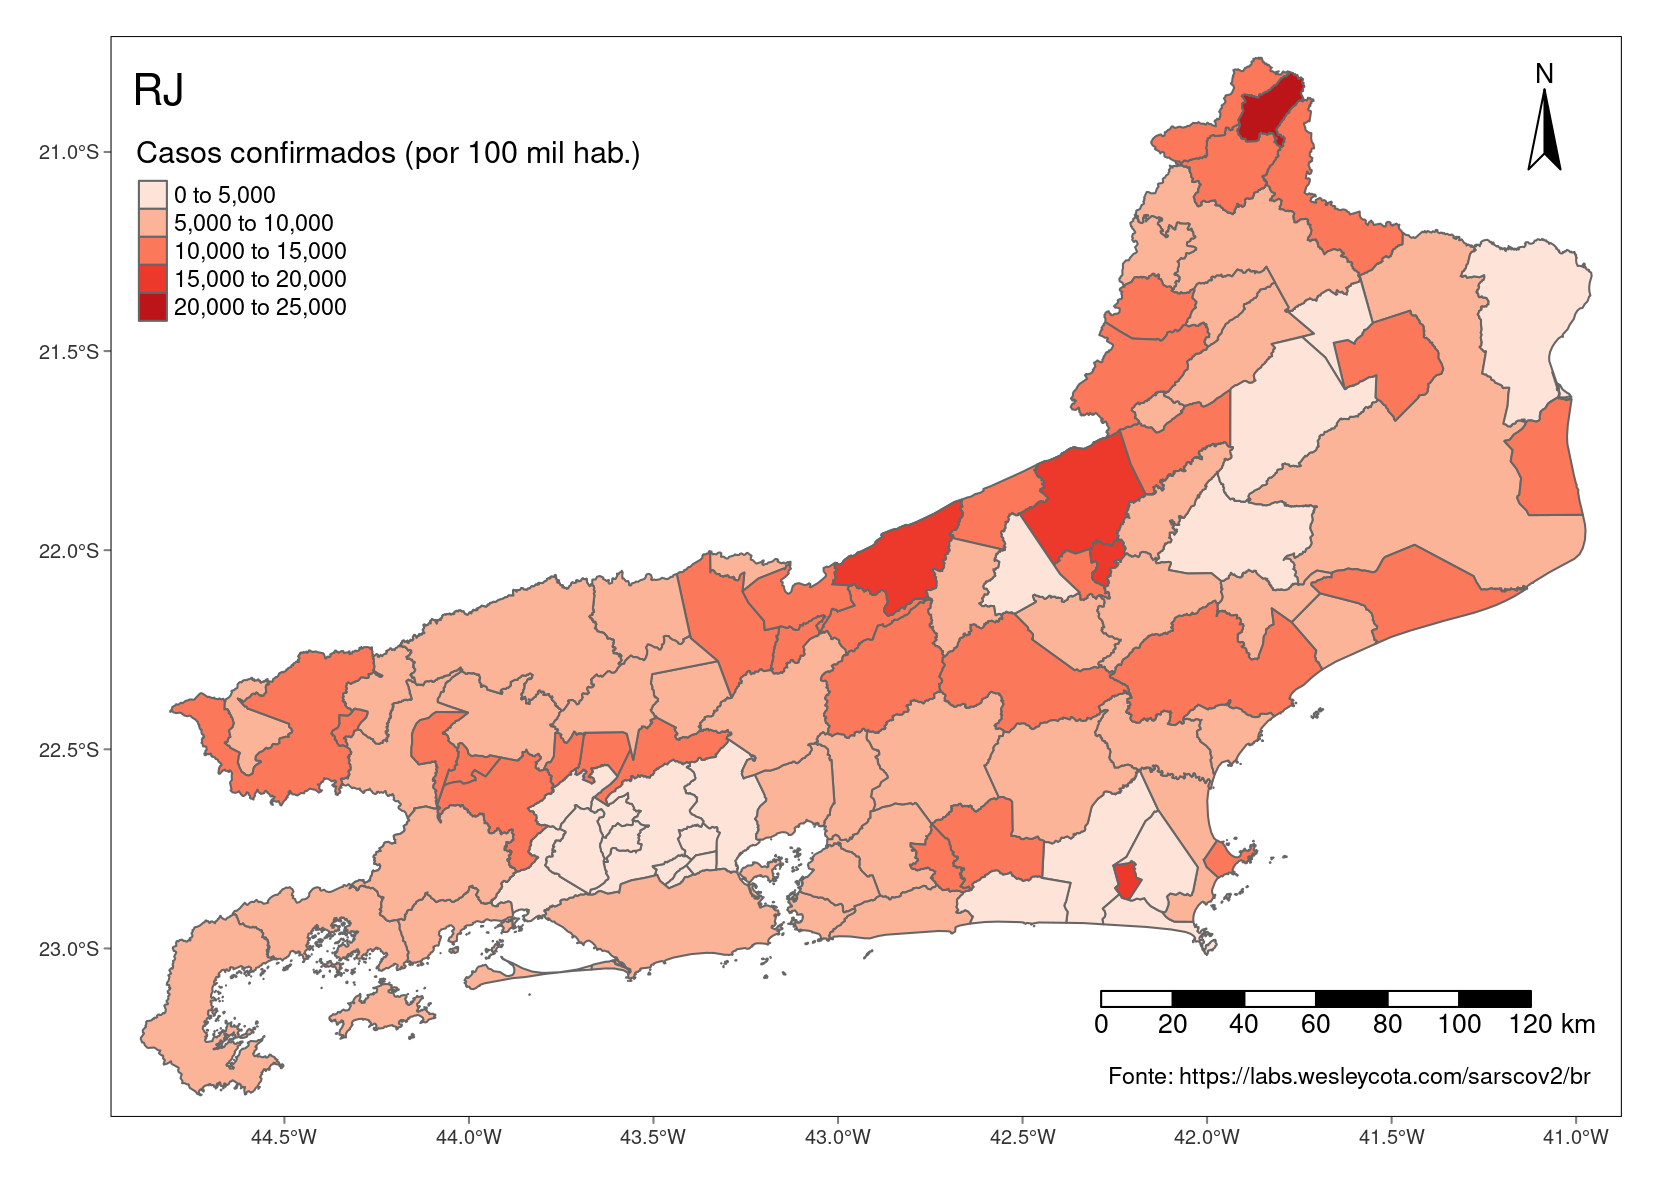 RJ
N
Casos confirmados (por 100 mil hab.)
0 to 5,000
5,000 to 10,000
10,000 to 15,000
15,000 to 20,000
20,000 to 25,000
21.0°S
21.5°S
22.0°S
22.5°S
23.0°S
0 20 40 60 80 100 120 km
Fonte: https://labs.wesleycota.com/sarscov2/br
44.5°W 44.0°W 43.5°W 43.0°W 42.5°W 42.0°W 41.5°W 41.0°W